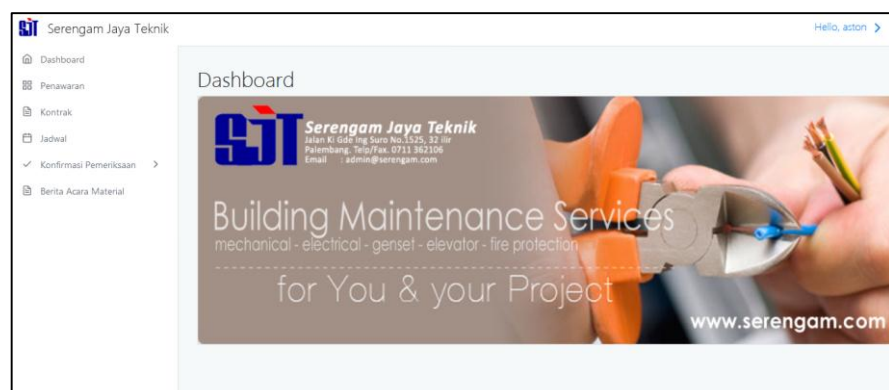 SJT Serengam Jaya Teknik
Hello, aston
Dashboard
Penawaran
Kontrak
Jadwal
Konfirmasi Pemeriksaan
Berita Acara Material
Dashboard
SJT
Serengam Jaya Teknik
Jalan Ki Gde Ing Suro No.1525, 32 ilir
Palembang. Telp/Fax. 0711 362106
Email : admin@serengam.com
Building Maintenance Services
mechanical - electrical - genset - elevator - fire protection
for You & your Project
www.serengam.com